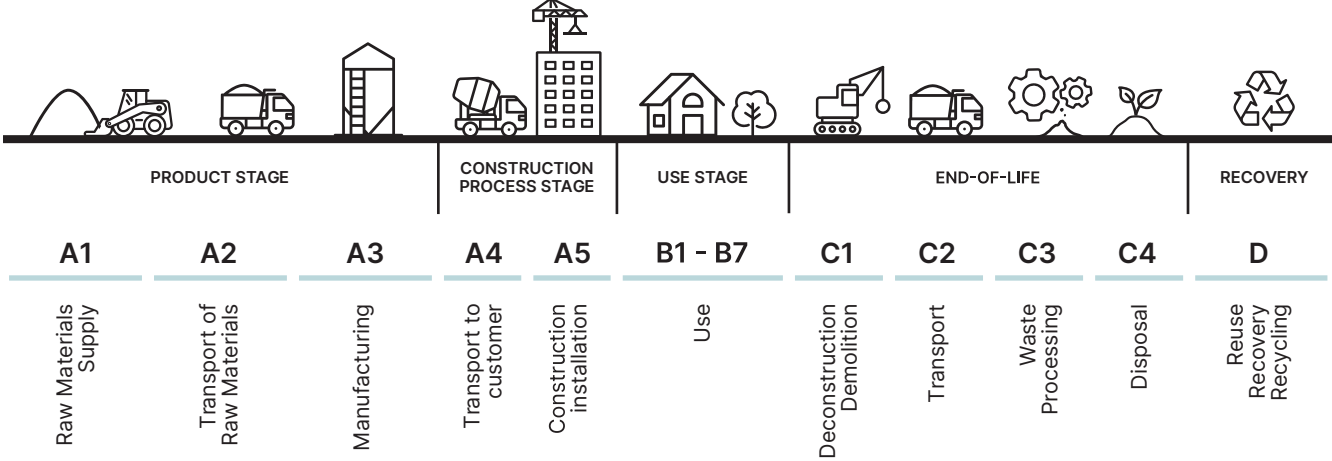 PRODUCT STAGE
CONSTRUCTION
PROCESS STAGE
USE STAGE
END-OF-LIFE
RECOVERY
A1
A2
A3
A4
A5
B1 - B7
C1
C2
C3
C4
D
Raw Materials
Supply
Transport of
Raw Materials
Manufacturing
Transport to
customer
Construction
installation
Use
Deconstruction
Demolition
Transport
Waste
Processing
Disposal
Reuse
Recovery
Recycling